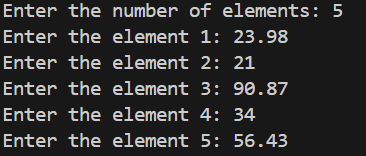 Enter the number of elements: 5
Enter the element 1: 23.98
Enter the element 2: 21
Enter the element 3: 90.87
Enter the element 4: 34
Enter the element 5: 56.43